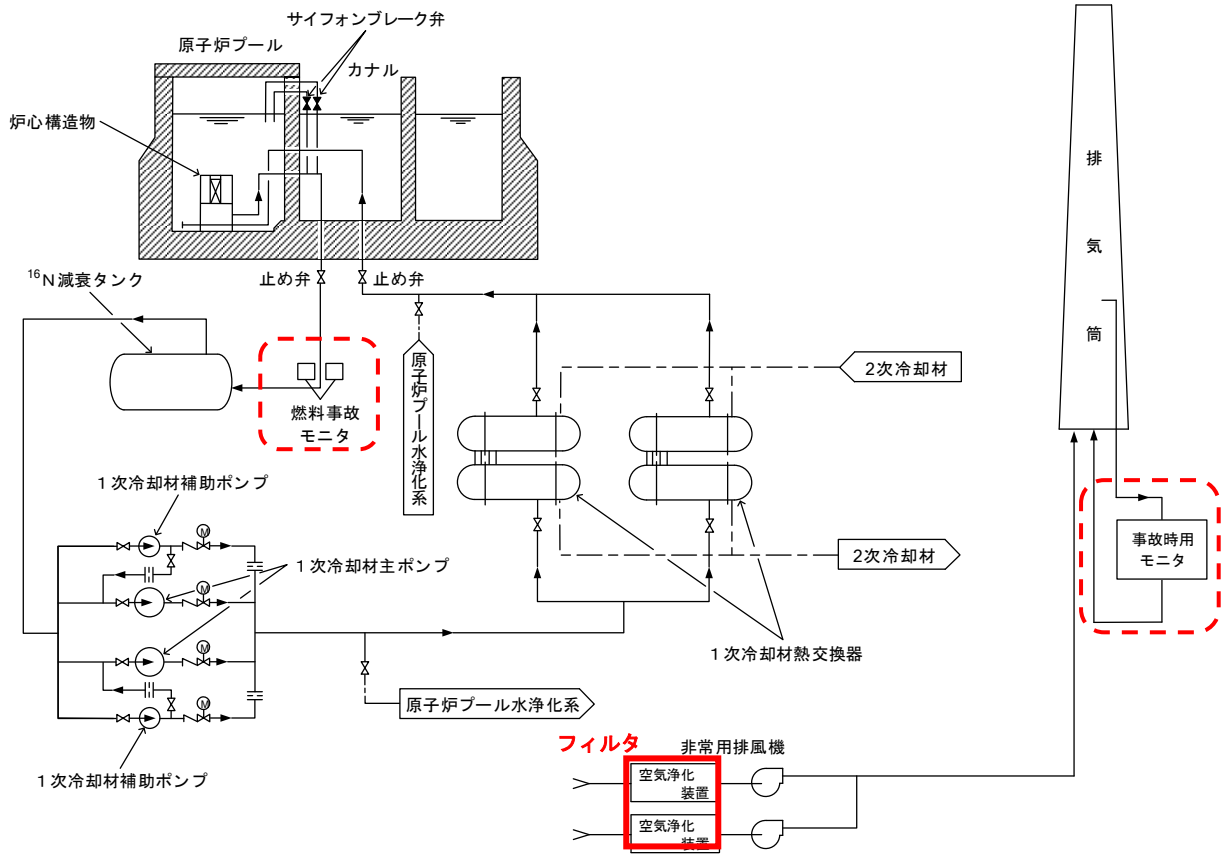 サイフォンブレーク弁
原子炉プール
カナル
炉心構造物
排
気
筒
16N減衰タンク
止め弁
止め弁
原子炉プール水浄化系
2次冷却材
燃料事故
モニタ
1次冷却材補助ポンプ
M
1次冷却材主ポンプ
M
M
M
2次冷却材
事故時用
モニタ
1次冷却材熱交換器
原子炉プール水浄化系
1次冷却材補助ポンプ
フィルタ
非常用排風機
空気浄化
装置
空気浄化
装置